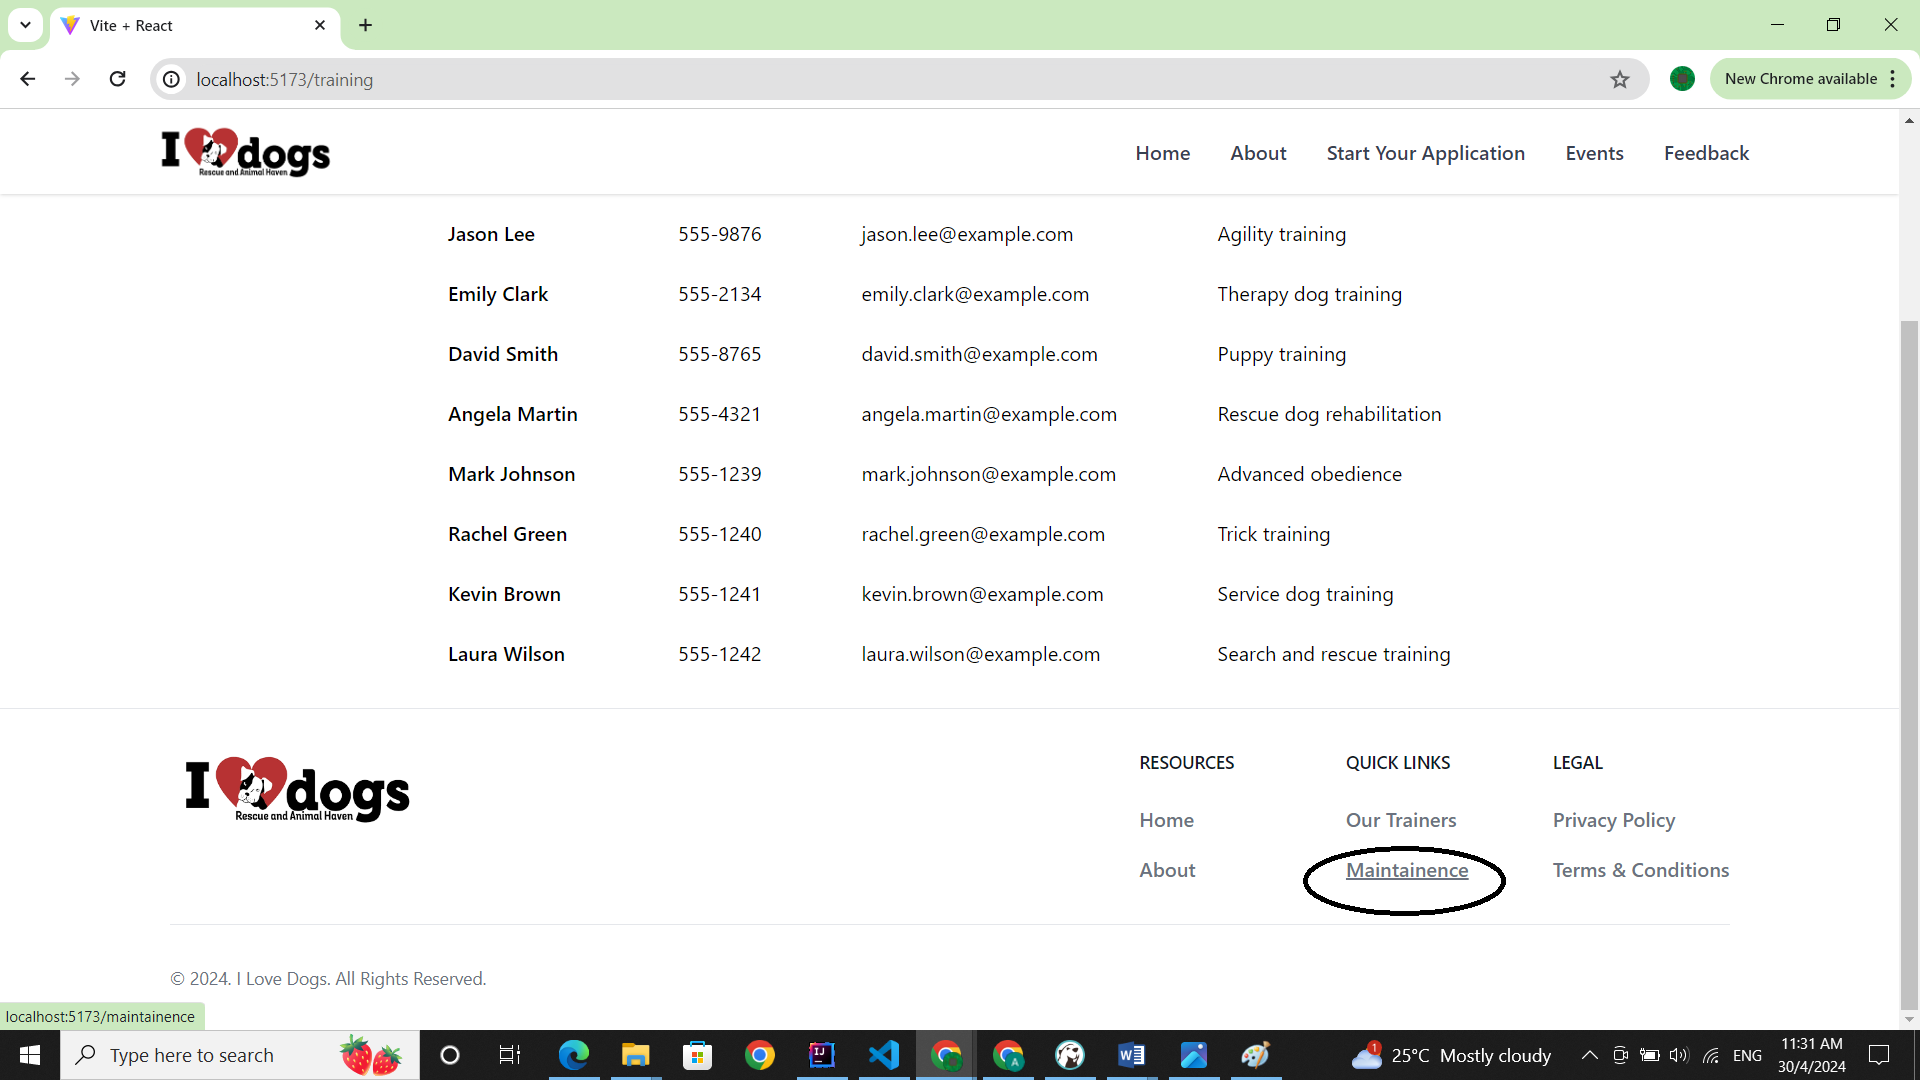 Vite + React
localhost:5173/training
New Chrome available
I dogs
Rescue and Animal Haven
Home About Start Your Application Events Feedback
Jason Lee 555-9876 jason.lee@example.com Agility training
Emily Clark 555-2134 emily.clark@example.com Therapy dog training
David Smith 555-8765 david.smith@example.com Puppy training
Angela Martin 555-4321 angela.martin@example.com Rescue dog rehabilitation
Mark Johnson 555-1239 mark.johnson@example.com Advanced obedience
Rachel Green 555-1240 rachel.green@example.com Trick training
Kevin Brown 555-1241 kevin.brown@example.com Service dog training
Laura Wilson 555-1242 laura.wilson@example.com Search and rescue training
I dogs
Rescue and Animal Haven
RESOURCES QUICK LINKS LEGAL
Home Our Trainers Privacy Policy
About Maintainence Terms & Conditions
© 2024. I Love Dogs. All Rights Reserved.
localhost:5173/maintainence
Type here to search
1
25°C Mostly cloudy
ENG
11:31 AM
30/4/2024